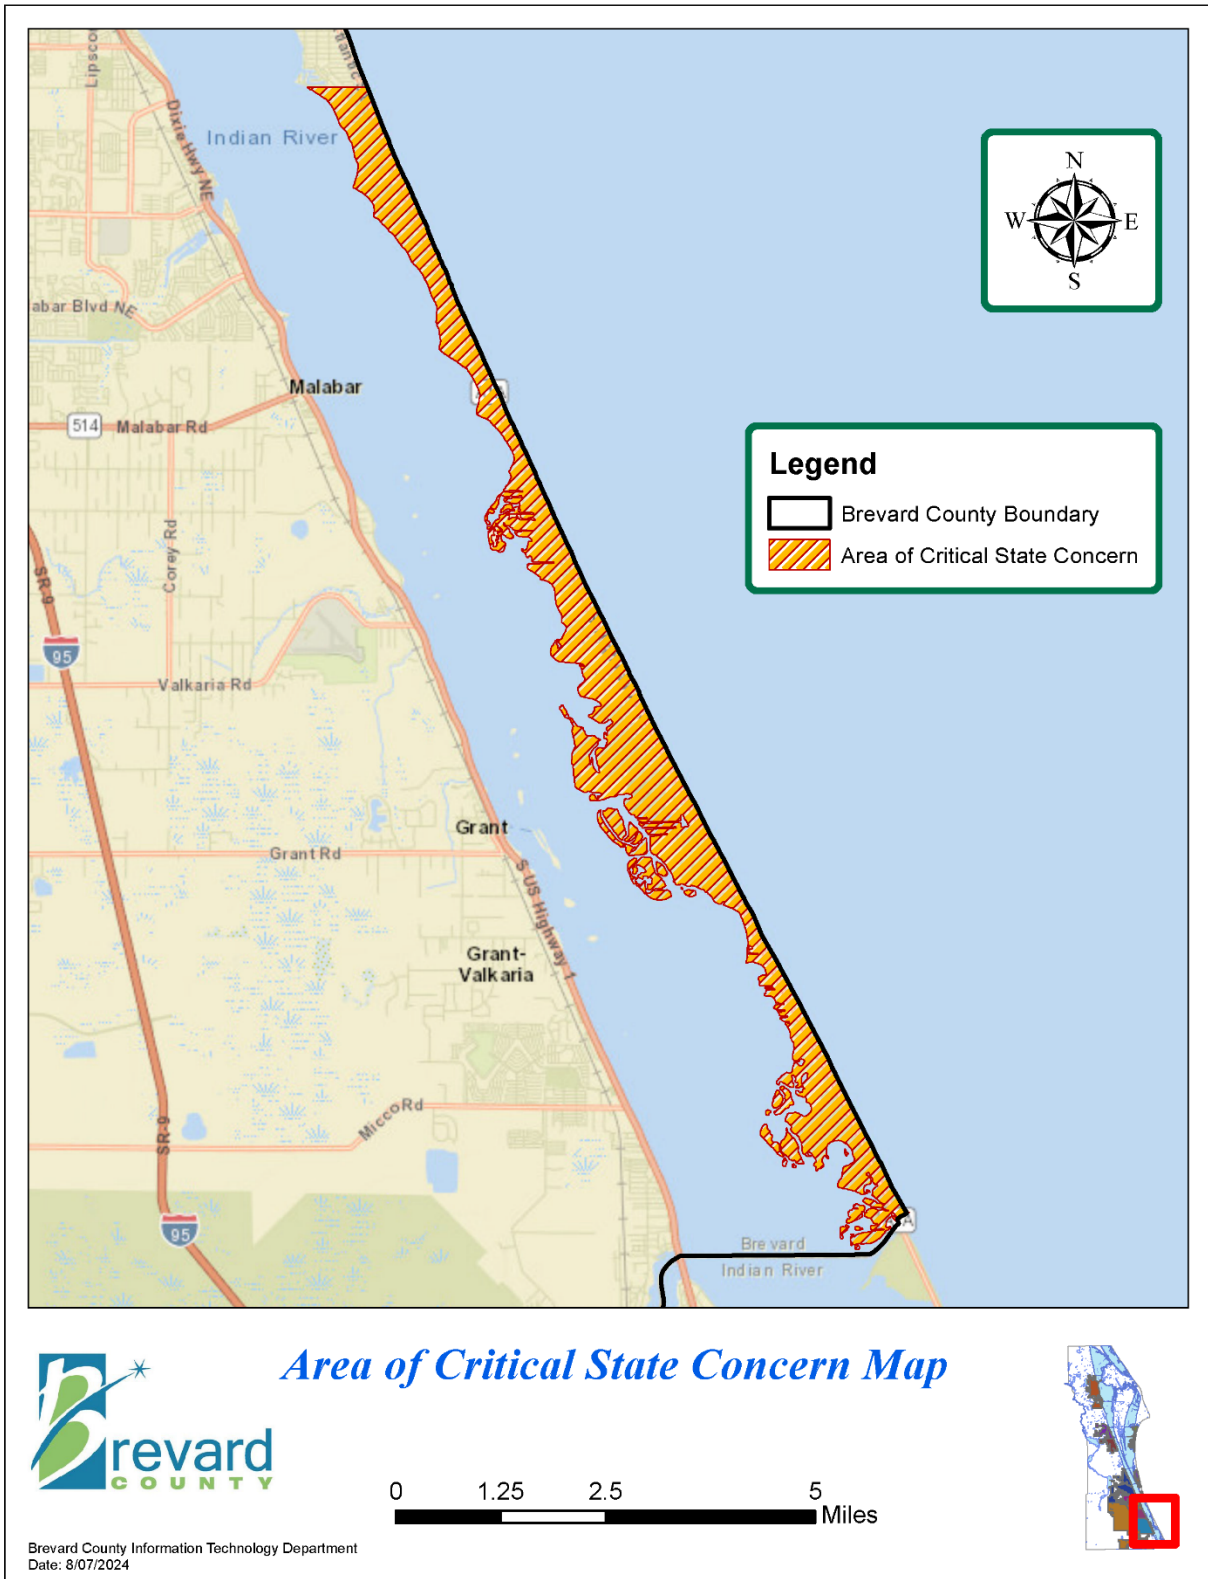 Lipsco
Atlantic
Dixie Hwy NE
Indian River
N
W
E
S
abar Blvd NE
Malabar
514
Malabar Rd
Corey Rd
Legend
Brevard County Boundary
Area of Critical State Concern
SR-9
95
Valkaria Rd
Grant
Grant Rd
S US Highway 1
Grant-
Valkaria
Micco Rd
SR-9
95
Brevard
Indian River
Area of Critical State Concern Map
Brevard
COUNTY
0 1.25 2.5 5
Miles
Brevard County Information Technology Department
Date: 8/07/2024